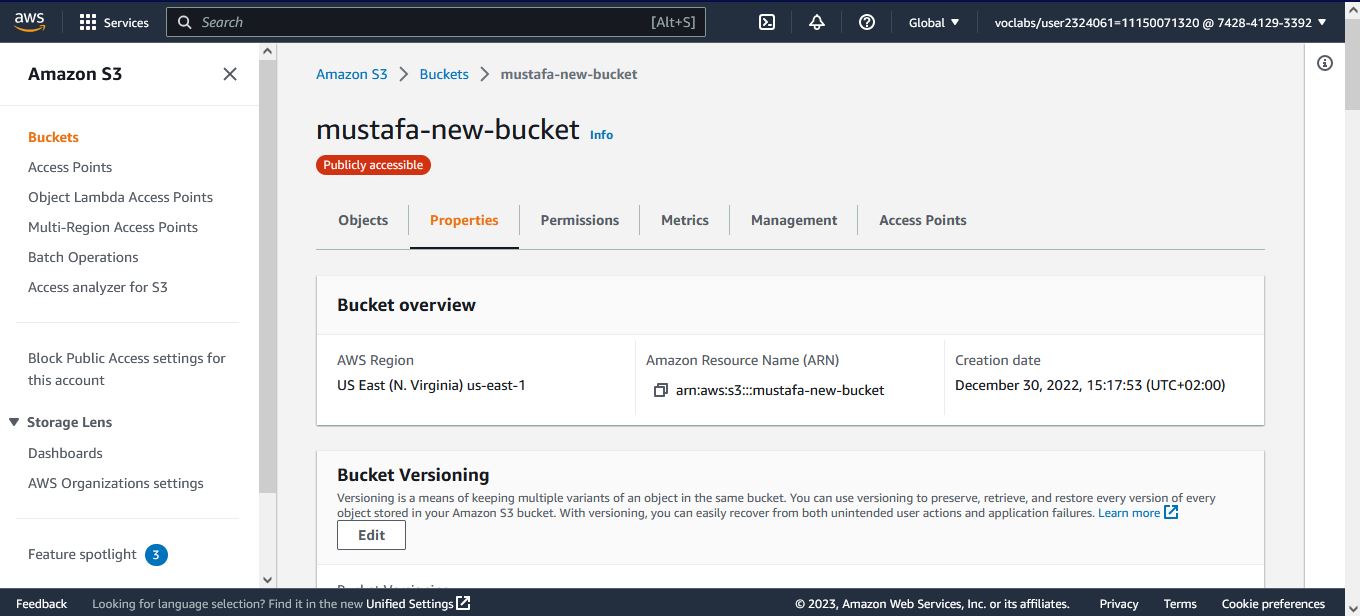 aws
Services
Search
[Alt+S]
Global
voclabs/user2324061=11150071320 @ 7428-4129-3392
Amazon S3
Buckets
Access Points
Object Lambda Access Points
Multi-Region Access Points
Batch Operations
Access analyzer for S3
Block Public Access settings for
this account
Storage Lens
Dashboards
AWS Organizations settings
Feature spotlight 3
Amazon S3 > Buckets > mustafa-new-bucket
mustafa-new-bucket Info
Publicly accessible
Objects
Properties
Permissions
Metrics
Management
Access Points
Bucket overview
AWS Region
US East (N. Virginia) us-east-1
Amazon Resource Name (ARN)
arn:aws:s3:::mustafa-new-bucket
Creation date
December 30, 2022, 15:17:53 (UTC+02:00)
Bucket Versioning
Versioning is a means of keeping multiple variants of an object in the same bucket. You can use versioning to preserve, retrieve, and restore every version of every
object stored in your Amazon S3 bucket. With versioning, you can easily recover from both unintended user actions and application failures. Learn more
Edit
Bucket Versioning
Feedback
Looking for language selection? Find it in the new Unified Settings
© 2023, Amazon Web Services, Inc. or its affiliates.
Privacy
Terms
Cookie preferences